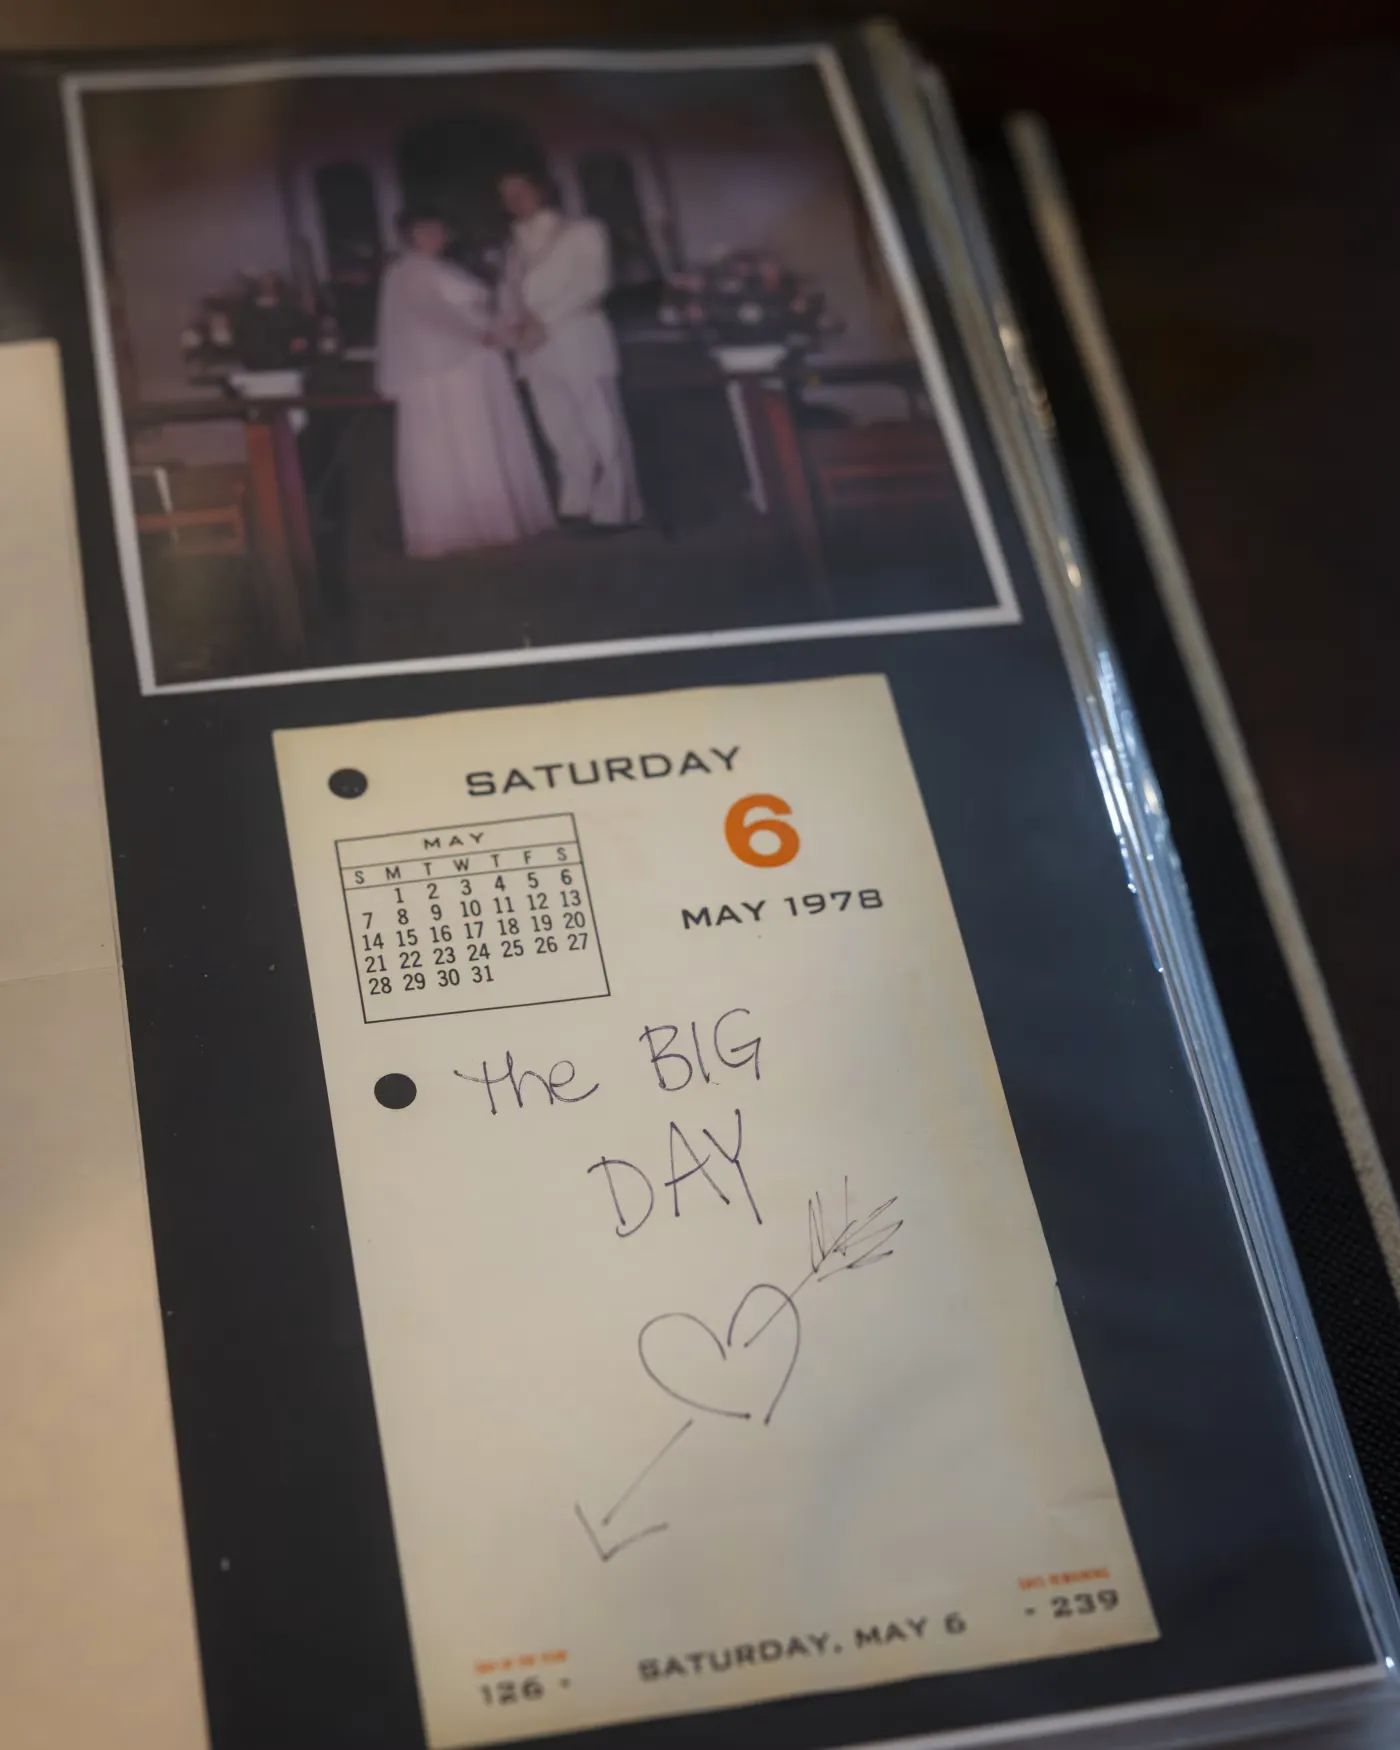 SATURDAY
6
MAY 1978
MAY
S M T W T F S
1 2 3 4 5 6
7 8 9 10 11 12 13
14 15 16 17 18 19 20
21 22 23 24 25 26 27
28 29 30 31
the BIG
DAY
DAYS REMAINING
126 - SATURDAY, MAY 6 - 239